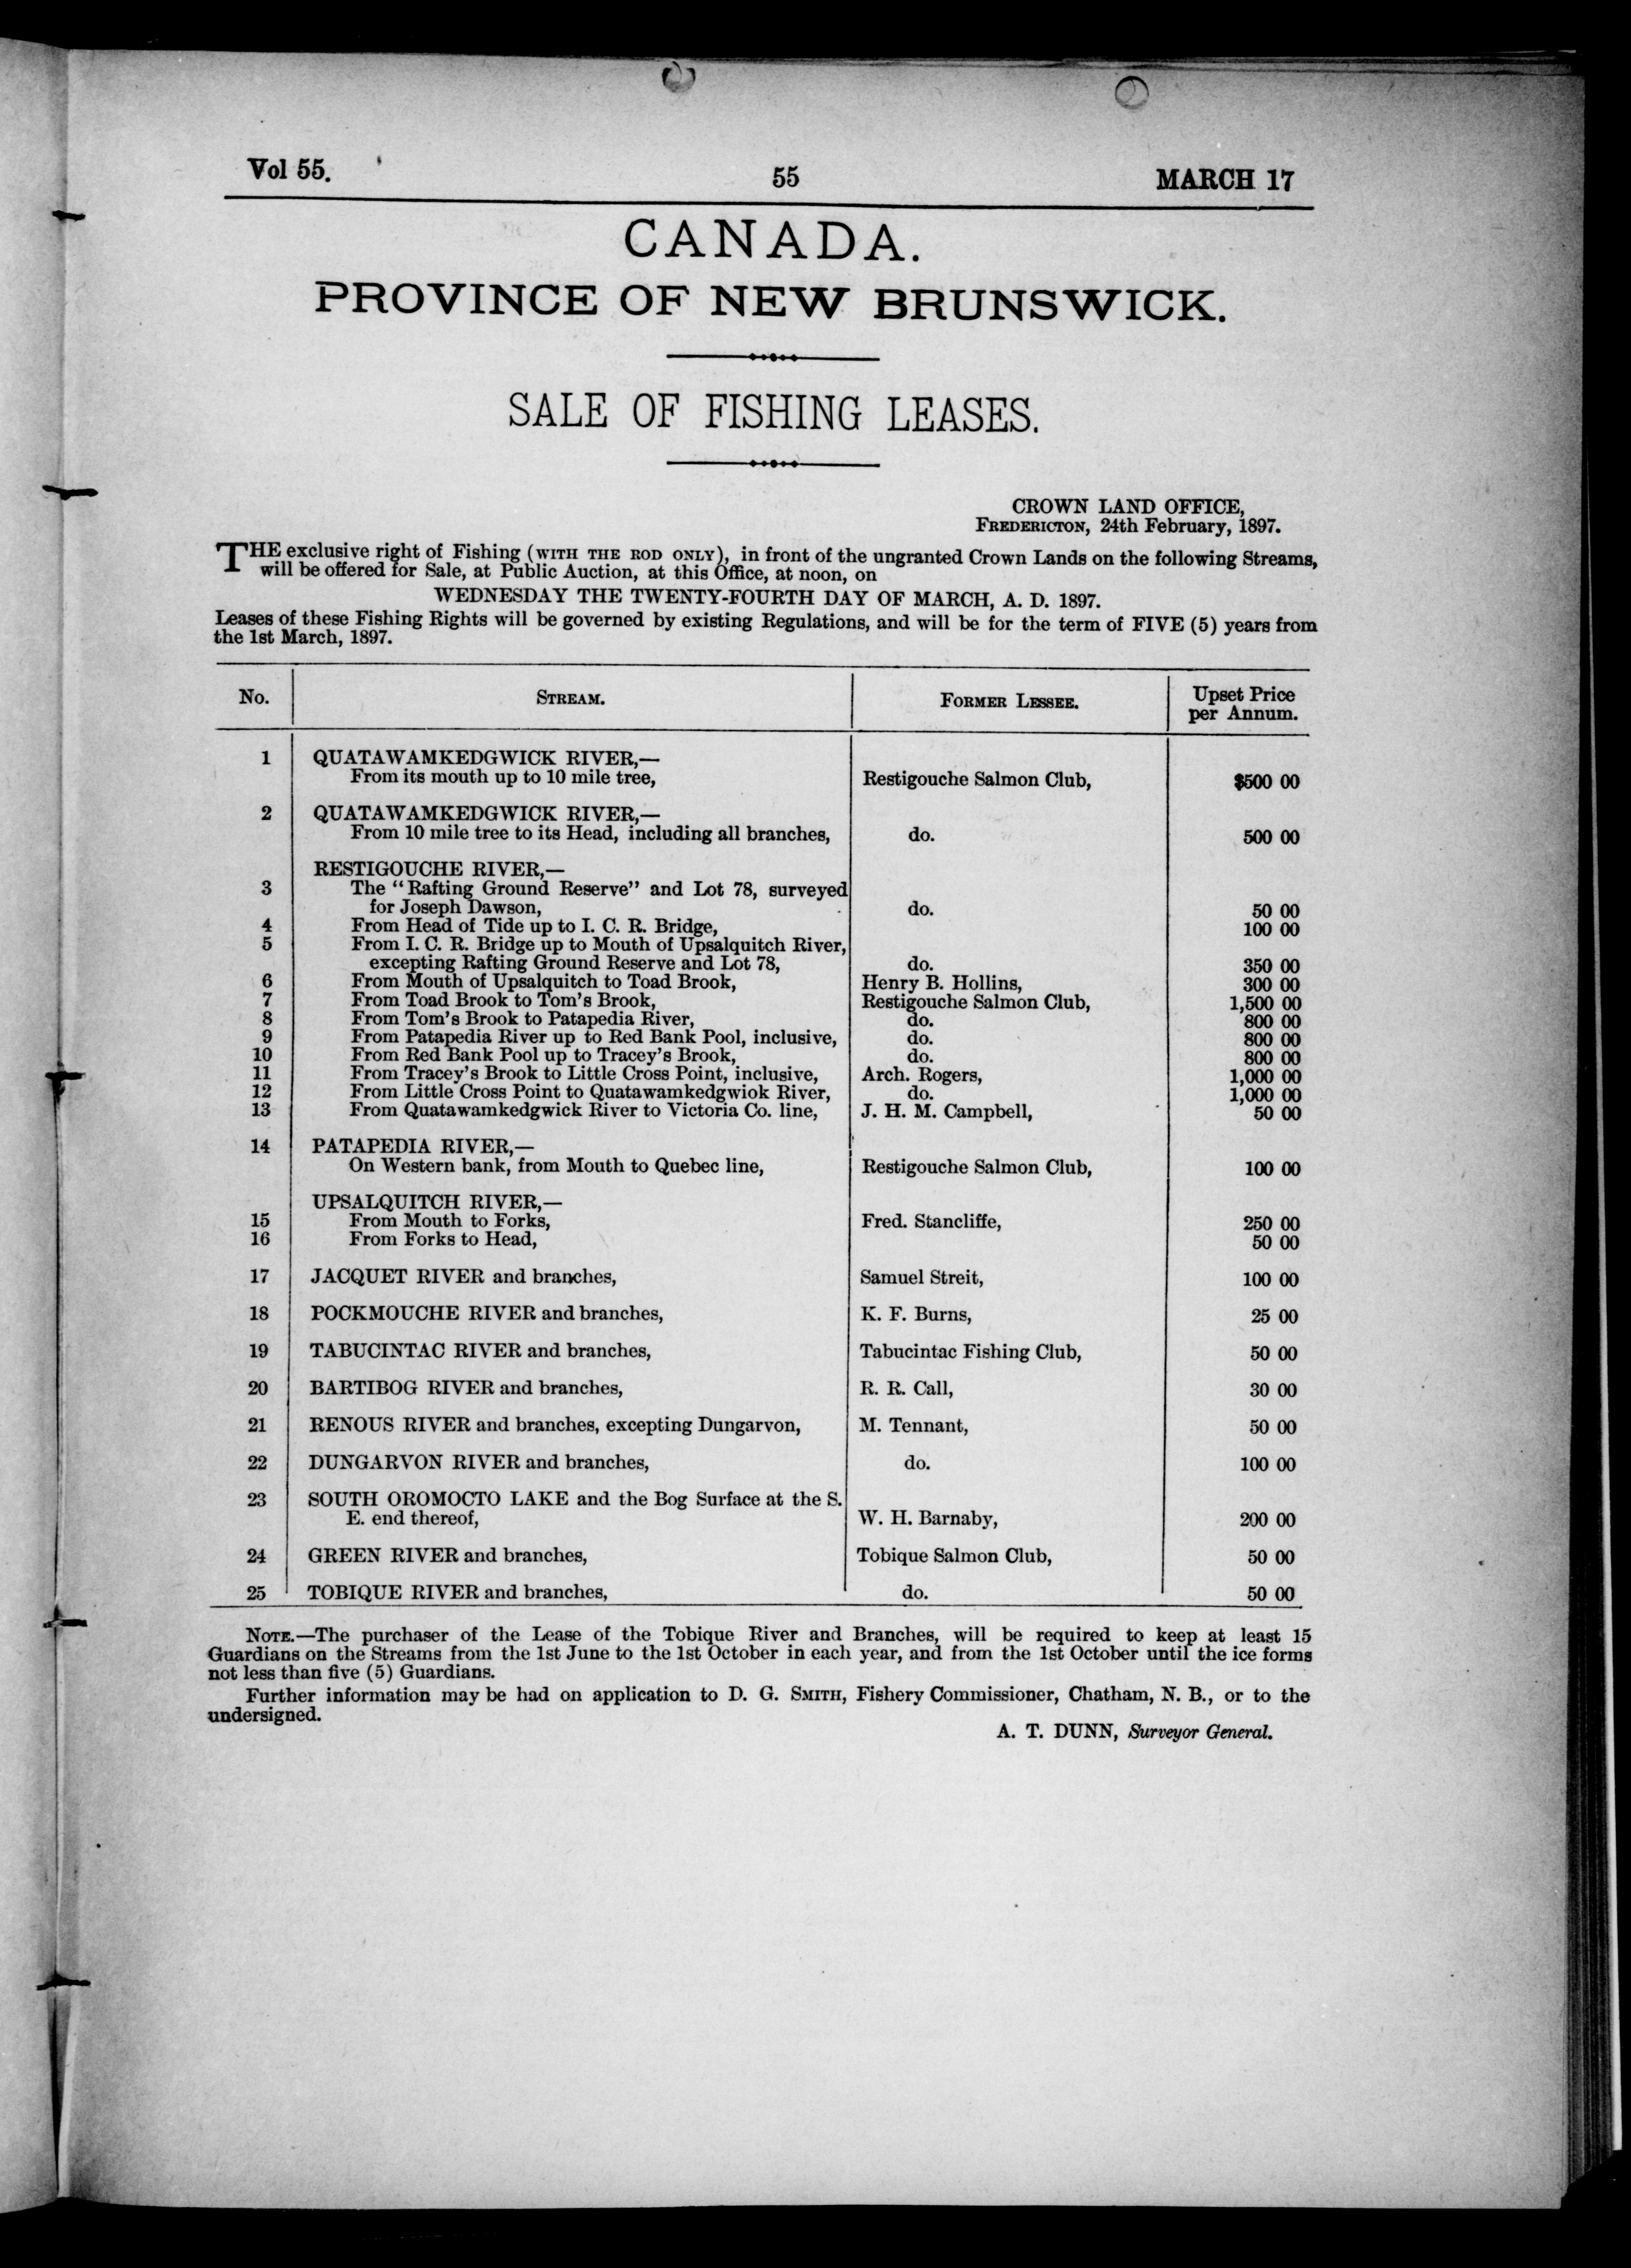 Vol 55. 55 MARCH 17
CANADA.
PROVINCE OF NEW BRUNSWICK.
SALE OF FISHING LEASES.
CROWN LAND OFFICE,
FREDERICTON, 24th February, 1897.
THE exclusive right of Fishing (WITH THE ROD ONLY), in front of the ungranted Crown Lands on the following Streams,
will be offered for Sale, at Public Auction, at this Office, at noon, on
WEDNESDAY THE TWENTY-FOURTH DAY OF MARCH, A. D. 1897.
Leases of these Fishing Rights will be governed by existing Regulations, and will be for the term of FIVE (5) years from
the 1st March, 1897.
No. STREAM. FORMER LESSEE. Upset Price
per Annum.
1 QUATAWAMKEDGWICK RIVER,—
From its mouth up to 10 mile tree, Restigouche Salmon Club, $500 00
2 QUATAWAMKEDGWICK RIVER,—
From 10 mile tree to its Head, including all branches, do. 500 00
RESTIGOUCHE RIVER,—
3 The "Rafting Ground Reserve" and Lot 78, surveyed
for Joseph Dawson, do. 50 00
4 From Head of Tide up to I. C. R. Bridge, 100 00
5 From I. C. R. Bridge up to Mouth of Upsalquitch River,
excepting Rafting Ground Reserve and Lot 78, do. 350 00
6 From Mouth of Upsalquitch to Toad Brook, Henry B. Hollins, 300 00
7 From Toad Brook to Tom's Brook, Restigouche Salmon Club, 1,500 00
8 From Tom's Brook to Patapedia River, do. 800 00
9 From Patapedia River up to Red Bank Pool, inclusive, do. 800 00
10 From Red Bank Pool up to Tracey's Brook, do. 800 00
11 From Tracey's Brook to Little Cross Point, inclusive, Arch. Rogers, 1,000 00
12 From Little Cross Point to Quatawamkedgwiok River, do. 1,000 00
13 From Quatawamkedgwick River to Victoria Co. line, J. H. M. Campbell, 50 00
14 PATAPEDIA RIVER,—
On Western bank, from Mouth to Quebec line, Restigouche Salmon Club, 100 00
UPSALQUITCH RIVER,—
15 From Mouth to Forks, Fred. Stancliffe, 250 00
16 From Forks to Head, 50 00
17 JACQUET RIVER and branches, Samuel Streit, 100 00
18 POCKMOUCHE RIVER and branches, K. F. Burns, 25 00
19 TABUCINTAC RIVER and branches, Tabucintac Fishing Club, 50 00
20 BARTIBOG RIVER and branches, R. R. Call, 30 00
21 RENOUS RIVER and branches, excepting Dungarvon, M. Tennant, 50 00
22 DUNGARVON RIVER and branches, do. 100 00
23 SOUTH OROMOCTO LAKE and the Bog Surface at the S.
E. end thereof, W. H. Barnaby, 200 00
24 GREEN RIVER and branches, Tobique Salmon Club, 50 00
25 TOBIQUE RIVER and branches, do. 50 00
NOTE.—The purchaser of the Lease of the Tobique River and Branches, will be required to keep at least 15
Guardians on the Streams from the 1st June to the 1st October in each year, and from the 1st October until the ice forms
not less than five (5) Guardians.
Further information may be had on application to D. G. SMITH, Fishery Commissioner, Chatham, N. B., or to the
undersigned.
A. T. DUNN, Surveyor General.